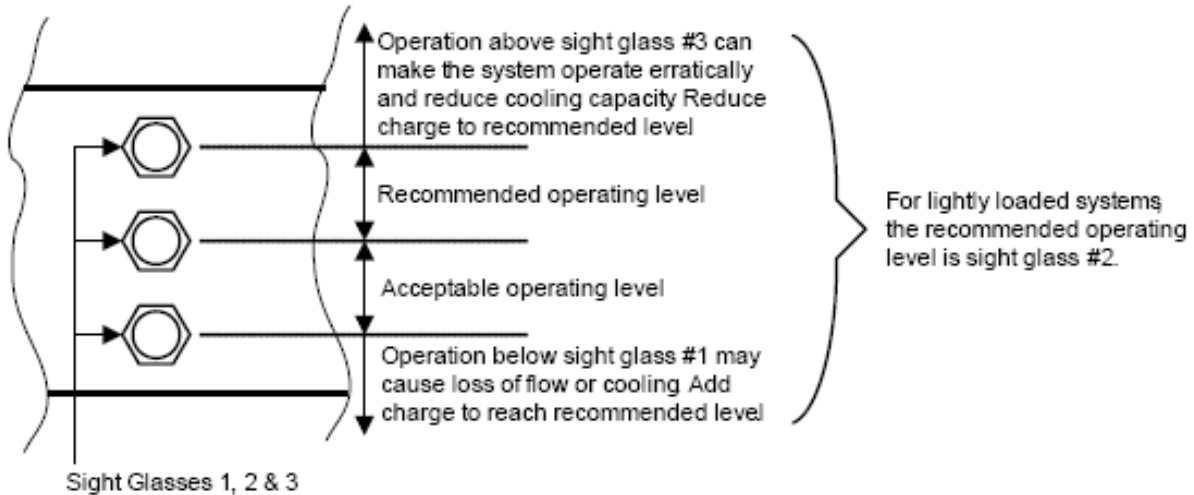 Operation above sight glass #3 can
make the system operate erratically
and reduce cooling capacity Reduce
charge to recommended level
Recommended operating level
Acceptable operating level
Operation below sight glass #1 may
cause loss of flow or cooling. Add
charge to reach recommended level.
For lightly loaded systems,
the recommended operating
level is sight glass #2.
Sight Glasses 1, 2 & 3